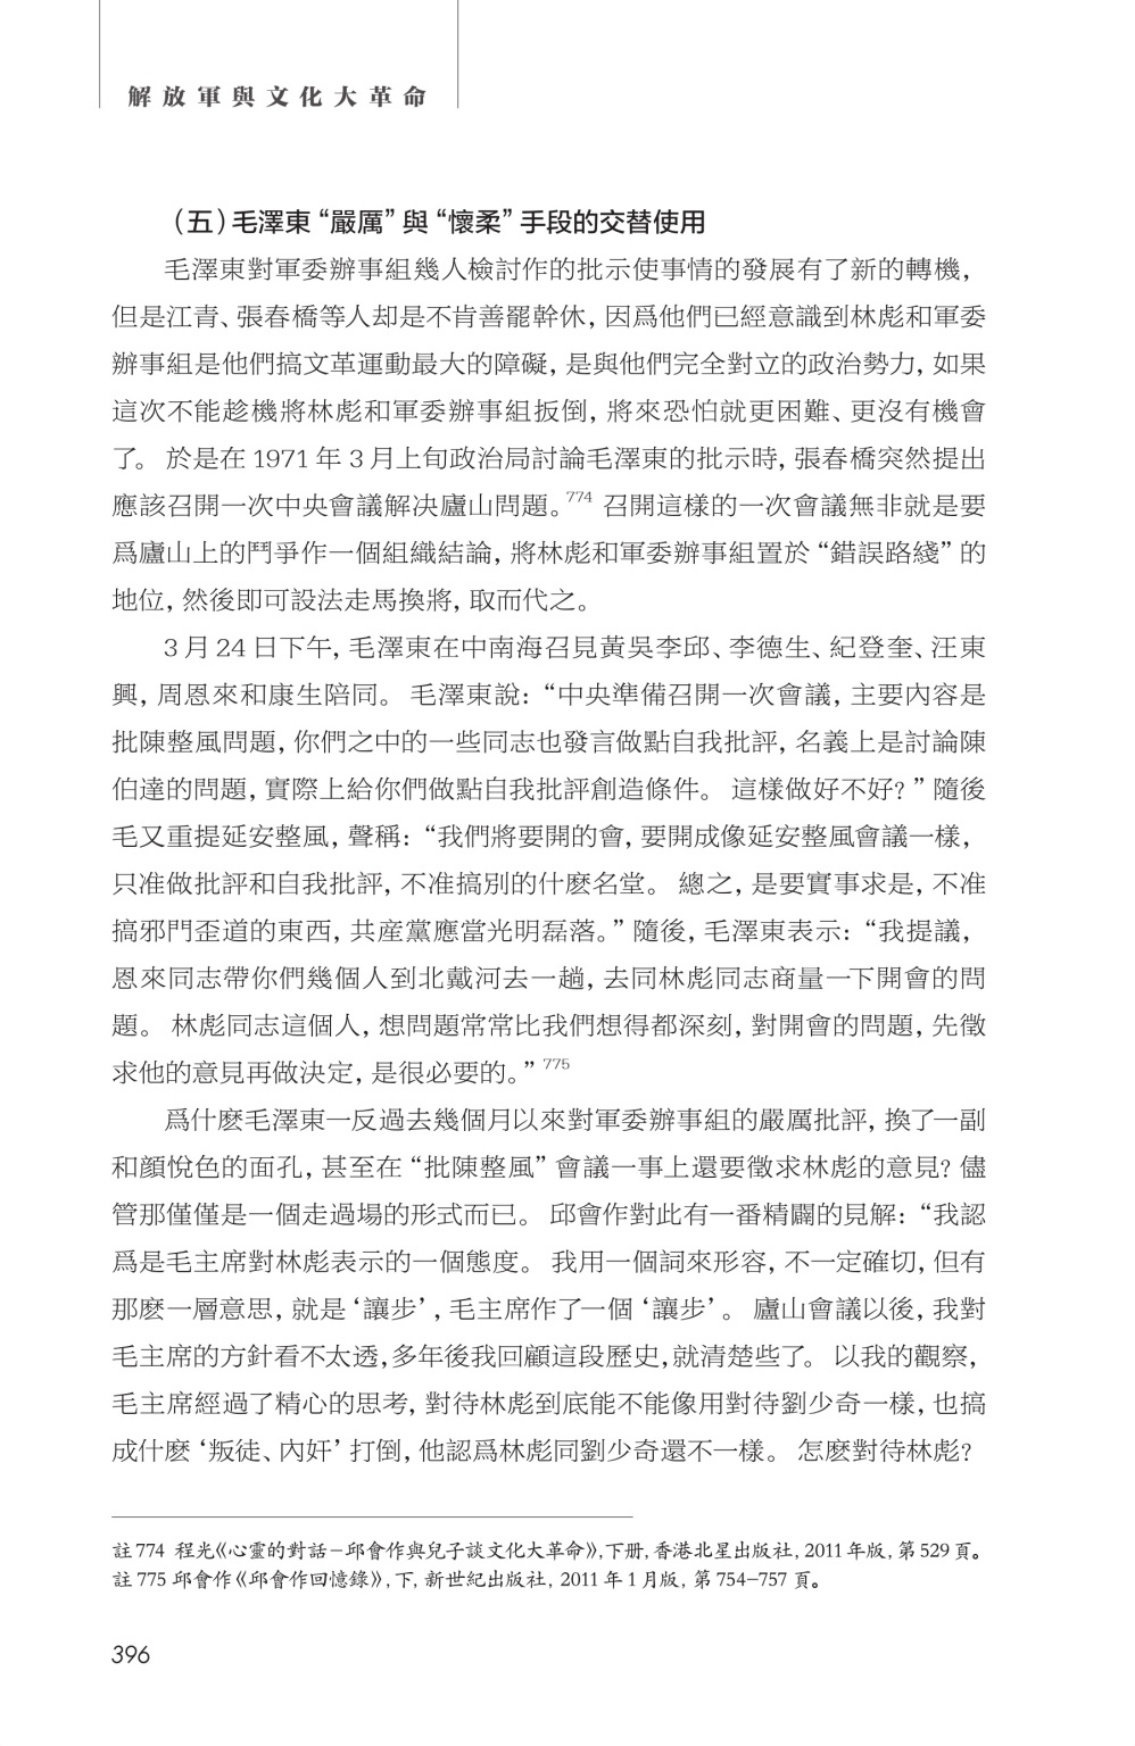 解放軍與文化大革命
（五）毛澤東“嚴厲”與“懷柔”手段的交替使用
毛澤東對軍委辦事組幾人檢討作的批示使事情的發展有了新的轉機，
但是江青、張春橋等人却是不肯善罷幹休，因爲他們已經意識到林彪和軍委
辦事組是他們搞文革運動最大的障礙，是與他們完全對立的政治勢力，如果
這次不能趁機將林彪和軍委辦事組扳倒，將來恐怕就更困難、更沒有機會
了。於是在 1971 年 3 月上旬政治局討論毛澤東的批示時，張春橋突然提出
應該召開一次中央會議解决廬山問題。774 召開這樣的一次會議無非就是要
爲廬山上的鬥爭作一個組織結論，將林彪和軍委辦事組置於“錯誤路綫”的
地位，然後即可設法走馬換將，取而代之。
3 月 24 日下午，毛澤東在中南海召見黃吳李邱、李德生、紀登奎、汪東
興，周恩來和康生陪同。毛澤東說：“中央準備召開一次會議，主要內容是
批陳整風問題，你們之中的一些同志也發言做點自我批評，名義上是討論陳
伯達的問題，實際上給你們做點自我批評創造條件。這樣做好不好？”隨後
毛又重提延安整風，聲稱：“我們將要開的會，要開成像延安整風會議一樣，
只准做批評和自我批評，不准搞別的什麽名堂。總之，是要實事求是，不准
搞邪門歪道的東西，共産黨應當光明磊落。”隨後，毛澤東表示：“我提議，
恩來同志帶你們幾個人到北戴河去一趟，去同林彪同志商量一下開會的問
題。林彪同志這個人，想問題常常比我們想得都深刻，對開會的問題，先徵
求他的意見再做決定，是很必要的。”775
爲什麽毛澤東一反過去幾個月以來對軍委辦事組的嚴厲批評，換了一副
和顔悅色的面孔，甚至在“批陳整風”會議一事上還要徵求林彪的意見？儘
管那僅僅是一個走過場的形式而已。邱會作對此有一番精闢的見解：“我認
爲是毛主席對林彪表示的一個態度。我用一個詞來形容，不一定確切，但有
那麽一層意思，就是‘讓步’，毛主席作了一個‘讓步’。廬山會議以後，我對
毛主席的方針看不太透，多年後我回顧這段歷史，就清楚些了。以我的觀察，
毛主席經過了精心的思考，對待林彪到底能不能像用對待劉少奇一樣，也搞
成什麽‘叛徒、內奸’打倒，他認爲林彪同劉少奇還不一樣。怎麽對待林彪？
註 774 程光《心靈的對話－邱會作與兒子談文化大革命》，下册，香港北星出版社，2011 年版，第 529 頁。
註 775 邱會作《邱會作回憶錄》，下，新世紀出版社，2011 年 1 月版，第 754–757 頁。
396